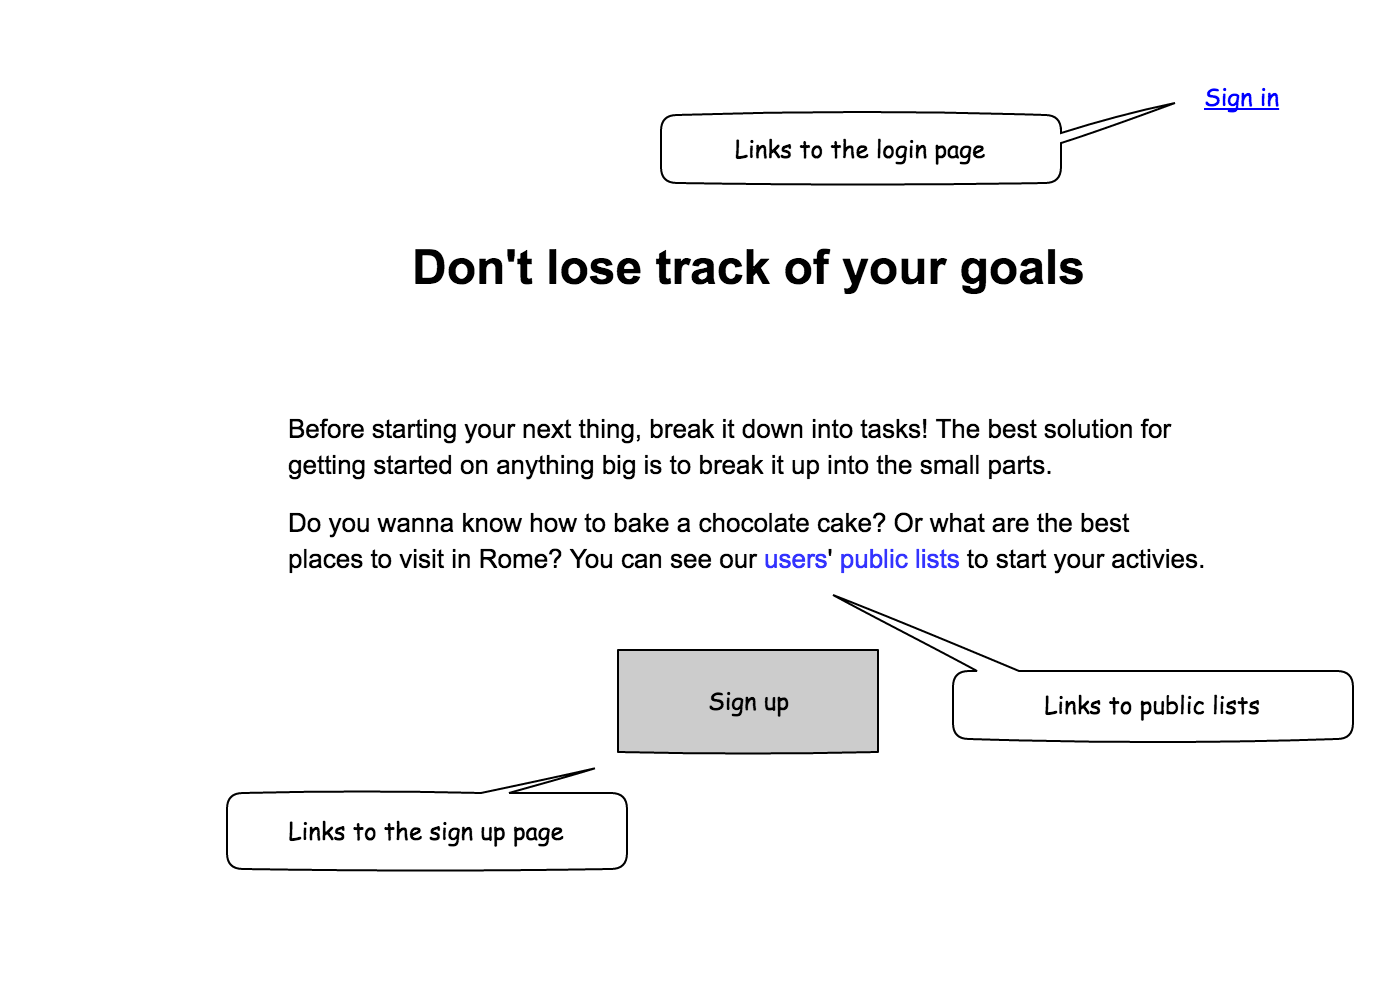 Sign in
Links to the login page
Don't lose track of your goals
Before starting your next thing, break it down into tasks! The best solution for
getting started on anything big is to break it up into the small parts.
Do you wanna know how to bake a chocolate cake? Or what are the best
places to visit in Rome? You can see our users' public lists to start your activies.
Sign up
Links to public lists
Links to the sign up page